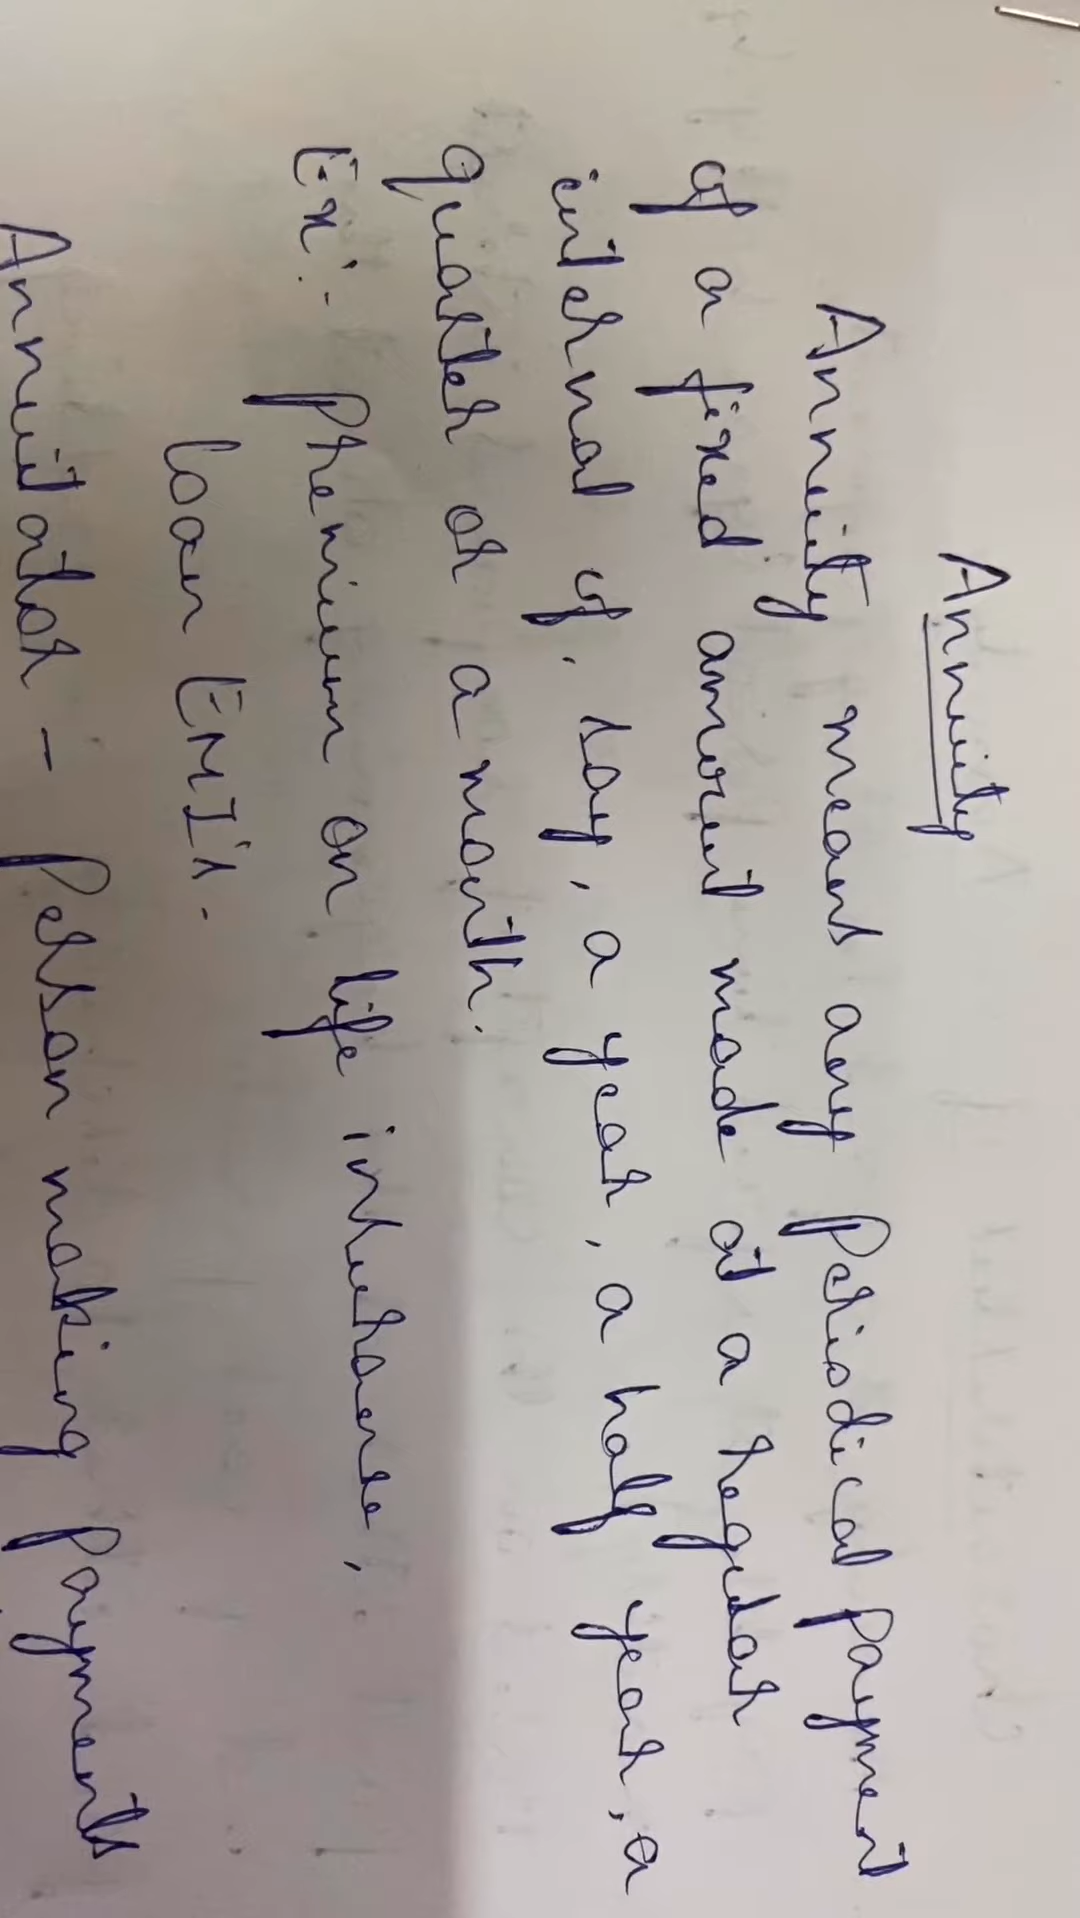 Annuity
Annuity means any periodical payment
of a fixed amount made at a regular
internal of, say, a year, a half year, a
quarter or a month.
Ex:- premium on life insurance,
loan EMI's.
Annuitator - Person making payments